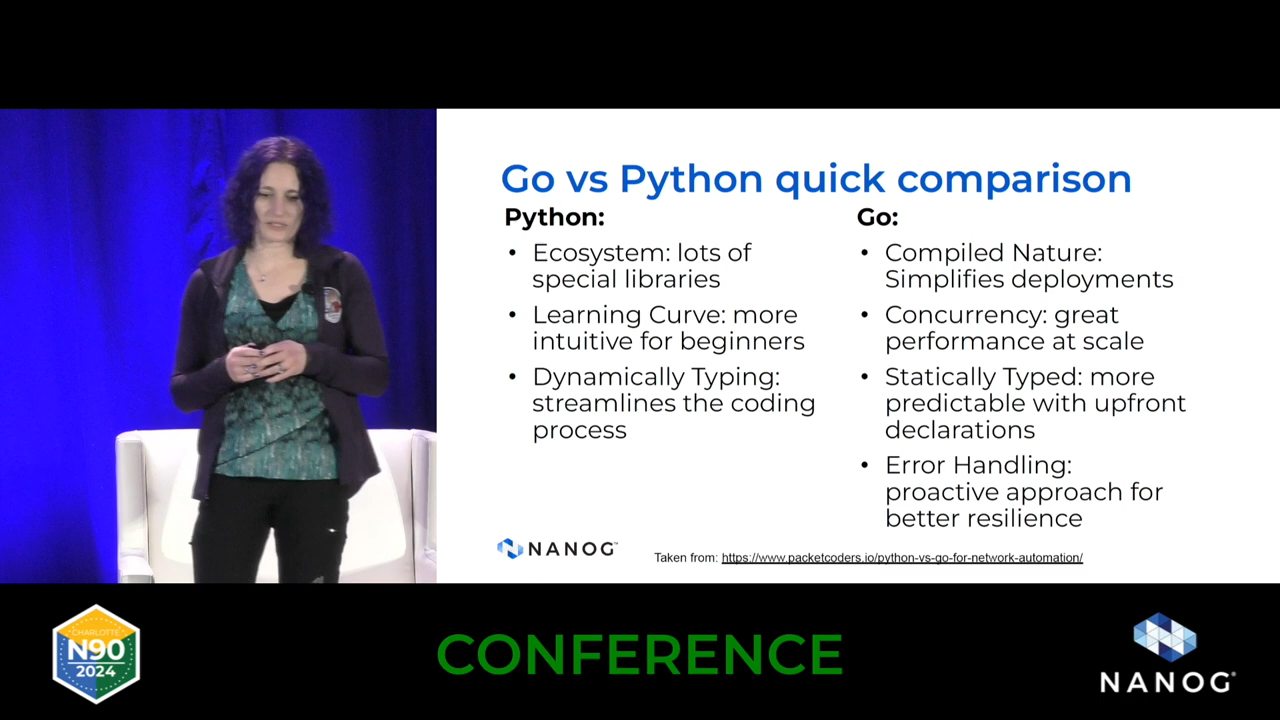 Go vs Python quick comparison
Python:
• Ecosystem: lots of
special libraries
• Learning Curve: more
intuitive for beginners
• Dynamically Typing:
streamlines the coding
process
Go:
• Compiled Nature:
Simplifies deployments
• Concurrency: great
performance at scale
• Statically Typed: more
predictable with upfront
declarations
• Error Handling:
proactive approach for
better resilience
NANOG™
Taken from: https://www.packetcoders.io/python-vs-go-for-network-automation/
CHARLOTTE
N90
2024
CONFERENCE
NANOG®